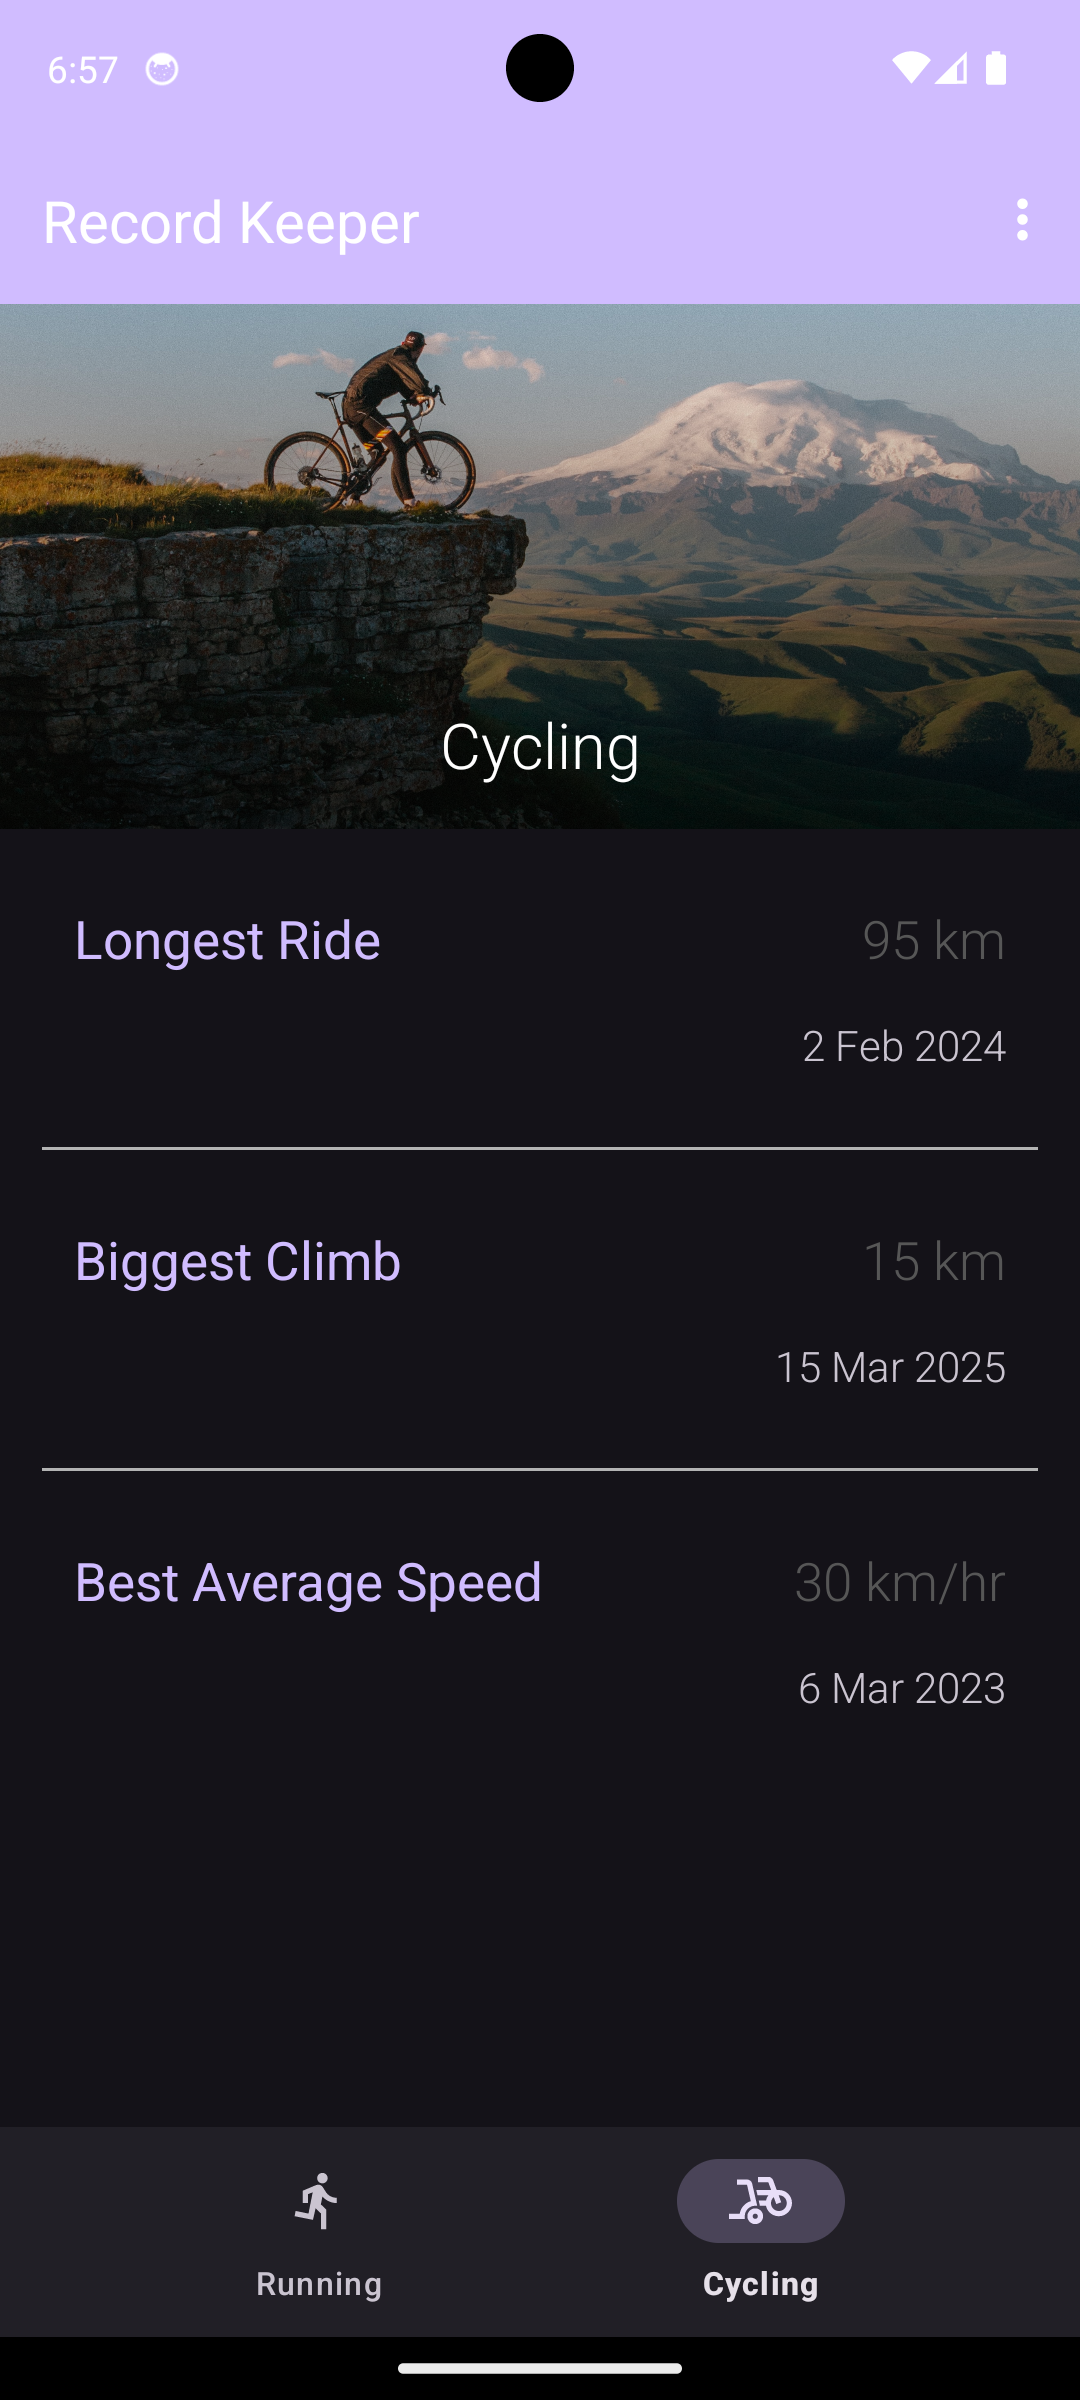 6:57
Record Keeper
Cycling
Longest Ride
95 km
2 Feb 2024
Biggest Climb
15 km
15 Mar 2025
Best Average Speed
30 km/hr
6 Mar 2023
Running
Cycling